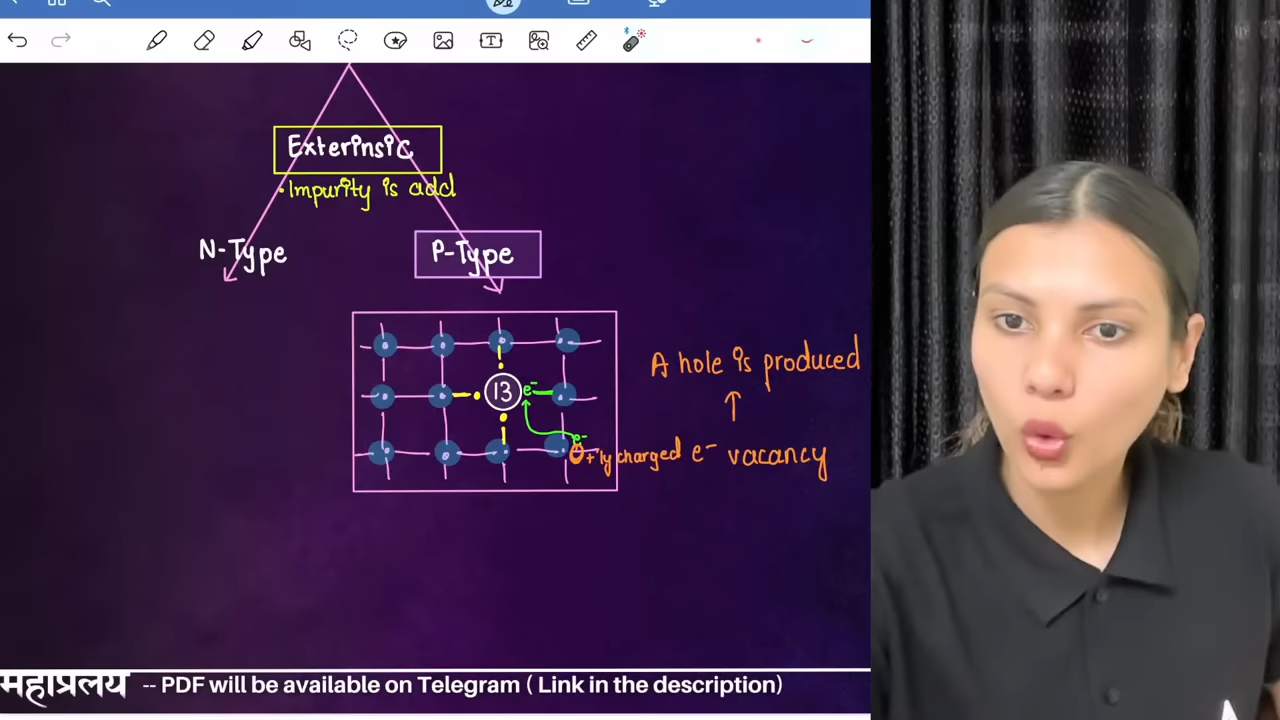 Exterinsic
• Impurity is add
N-Type
P-Type
A hole is produced
13
e⁻
e⁻
+ly charged e⁻ vacancy
महाप्रलय -- PDF will be available on Telegram ( Link in the description)